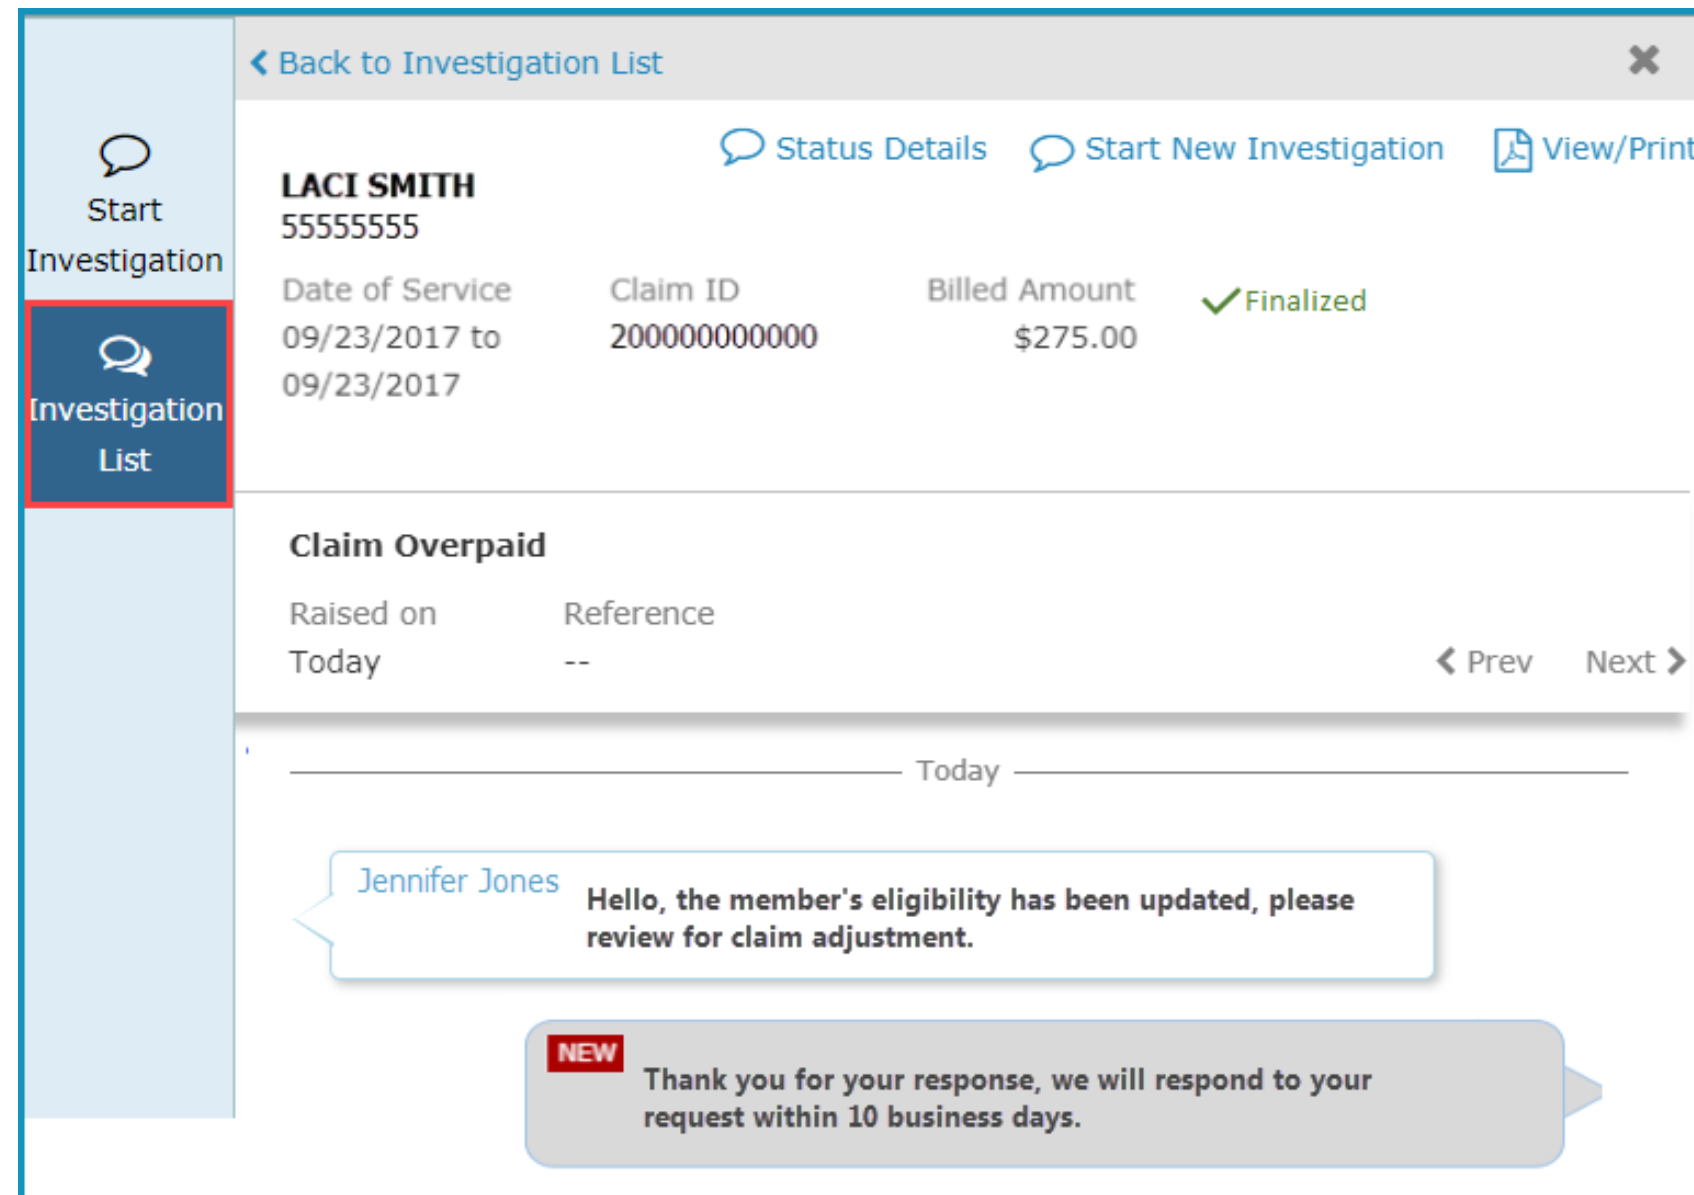 Back to Investigation List
Start
Investigation
Investigation
List
Status Details
Start New Investigation
View/Print
LACI SMITH
55555555
Date of Service
09/23/2017 to
09/23/2017
Claim ID
200000000000
Billed Amount
$275.00
Finalized
Claim Overpaid
Raised on
Today
Reference
--
Prev
Next
Today
Jennifer Jones
Hello, the member's eligibility has been updated, please
review for claim adjustment.
NEW
Thank you for your response, we will respond to your
request within 10 business days.